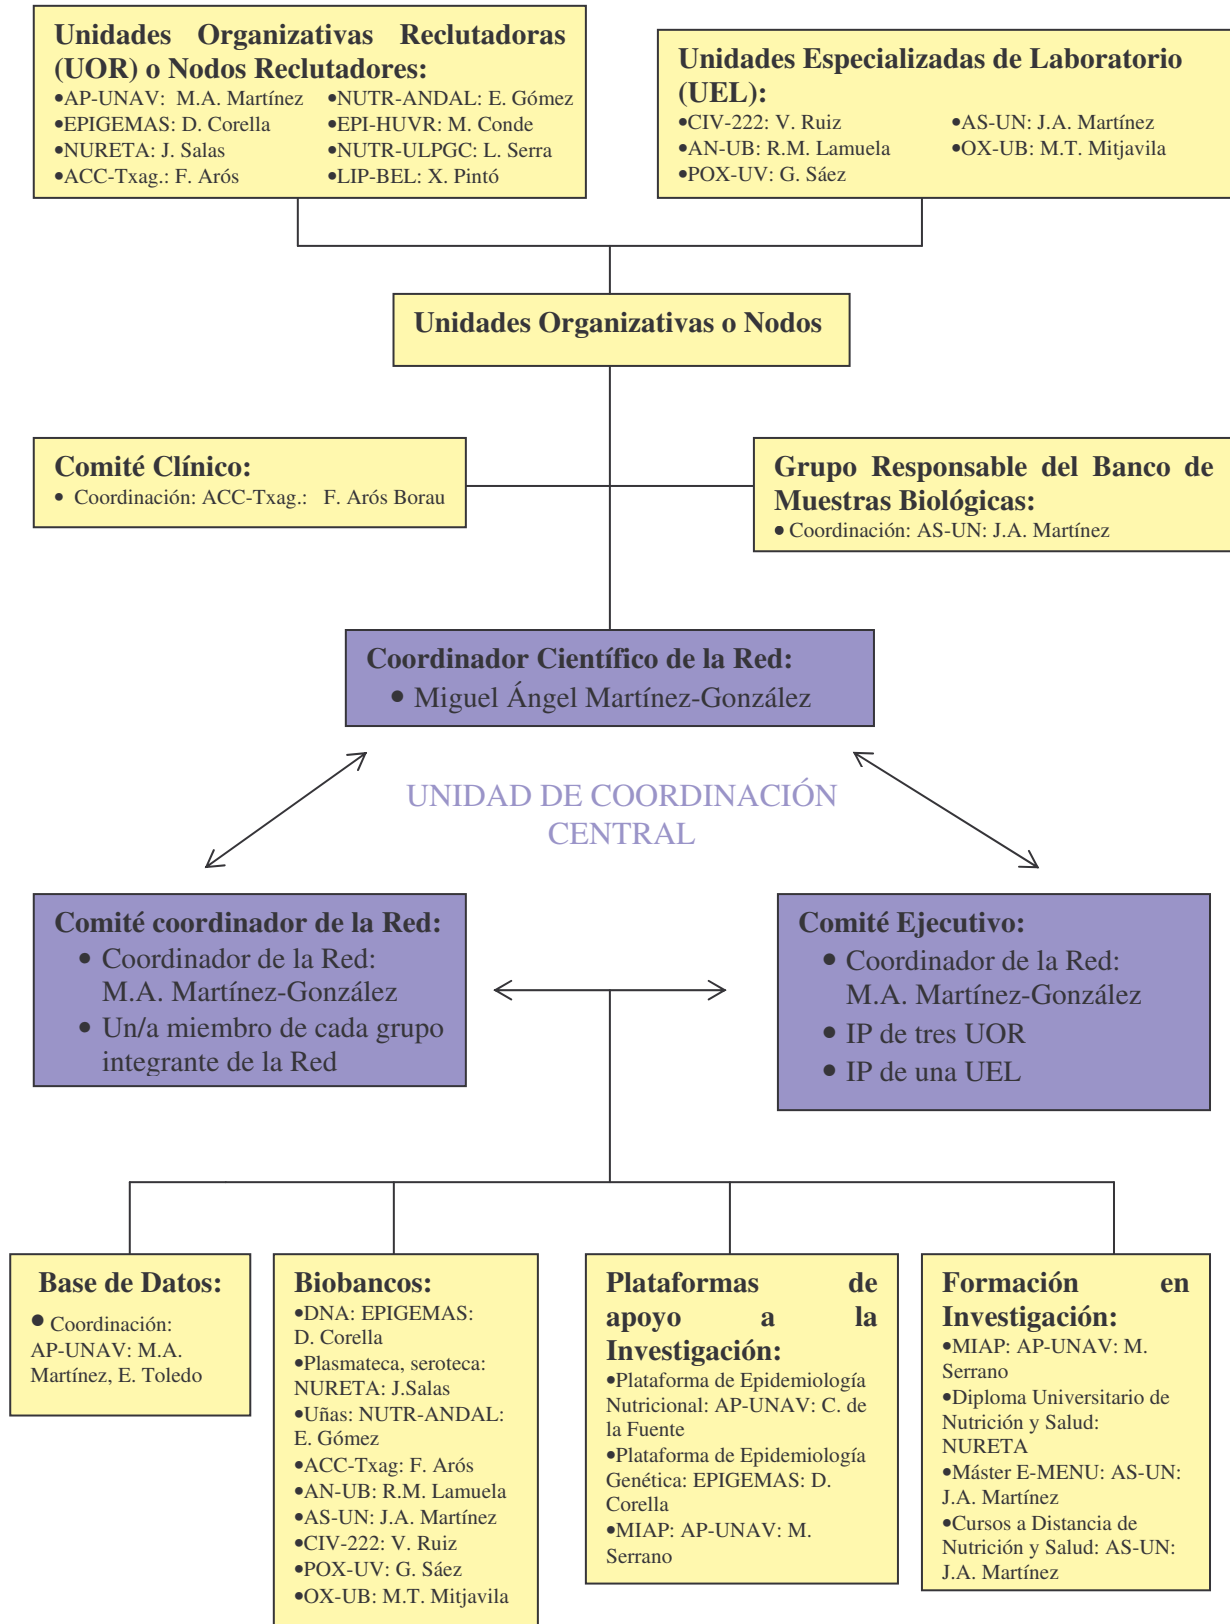 Unidades Organizativas Reclutadoras
(UOR) o Nodos Reclutadores:
•AP-UNAV: M.A. Martínez
•EPIGEMAS: D. Corella
•NURETA: J. Salas
•ACC-Txag.: F. Arós
•NUTR-ANDAL: E. Gómez
•EPI-HUVR: M. Conde
•NUTR-ULPGC: L. Serra
•LIP-BEL: X. Pintó
Unidades Especializadas de Laboratorio
(UEL):
•CIV-222: V. Ruiz
•AN-UB: R.M. Lamuela
•POX-UV: G. Sáez
•AS-UN: J.A. Martínez
•OX-UB: M.T. Mitjavila
Unidades Organizativas o Nodos
Comité Clínico:
• Coordinación: ACC-Txag.: F. Arós Borau
Grupo Responsable del Banco de
Muestras Biológicas:
• Coordinación: AS-UN: J.A. Martínez
Coordinador Científico de la Red:
• Miguel Ángel Martínez-González
UNIDAD DE COORDINACIÓN
CENTRAL
Comité coordinador de la Red:
• Coordinador de la Red:
M.A. Martínez-González
• Un/a miembro de cada grupo
integrante de la Red
Comité Ejecutivo:
• Coordinador de la Red:
M.A. Martínez-González
• IP de tres UOR
• IP de una UEL
Base de Datos:
• Coordinación:
AP-UNAV: M.A.
Martínez, E. Toledo
Biobancos:
•DNA: EPIGEMAS:
D. Corella
•Plasmateca, seroteca:
NURETA: J.Salas
•Uñas: NUTR-ANDAL:
E. Gómez
•ACC-Txag: F. Arós
•AN-UB: R.M. Lamuela
•AS-UN: J.A. Martínez
•CIV-222: V. Ruiz
•POX-UV: G. Sáez
•OX-UB: M.T. Mitjavila
Plataformas de
apoyo a la
Investigación:
•Plataforma de Epidemiología
Nutricional: AP-UNAV: C. de
la Fuente
•Plataforma de Epidemiología
Genética: EPIGEMAS: D.
Corella
•MIAP: AP-UNAV: M.
Serrano
Formación en
Investigación:
•MIAP: AP-UNAV: M.
Serrano
•Diploma Universitario de
Nutrición y Salud:
NURETA
•Máster E-MENU: AS-UN:
J.A. Martínez
•Cursos a Distancia de
Nutrición y Salud: AS-UN:
J.A. Martínez